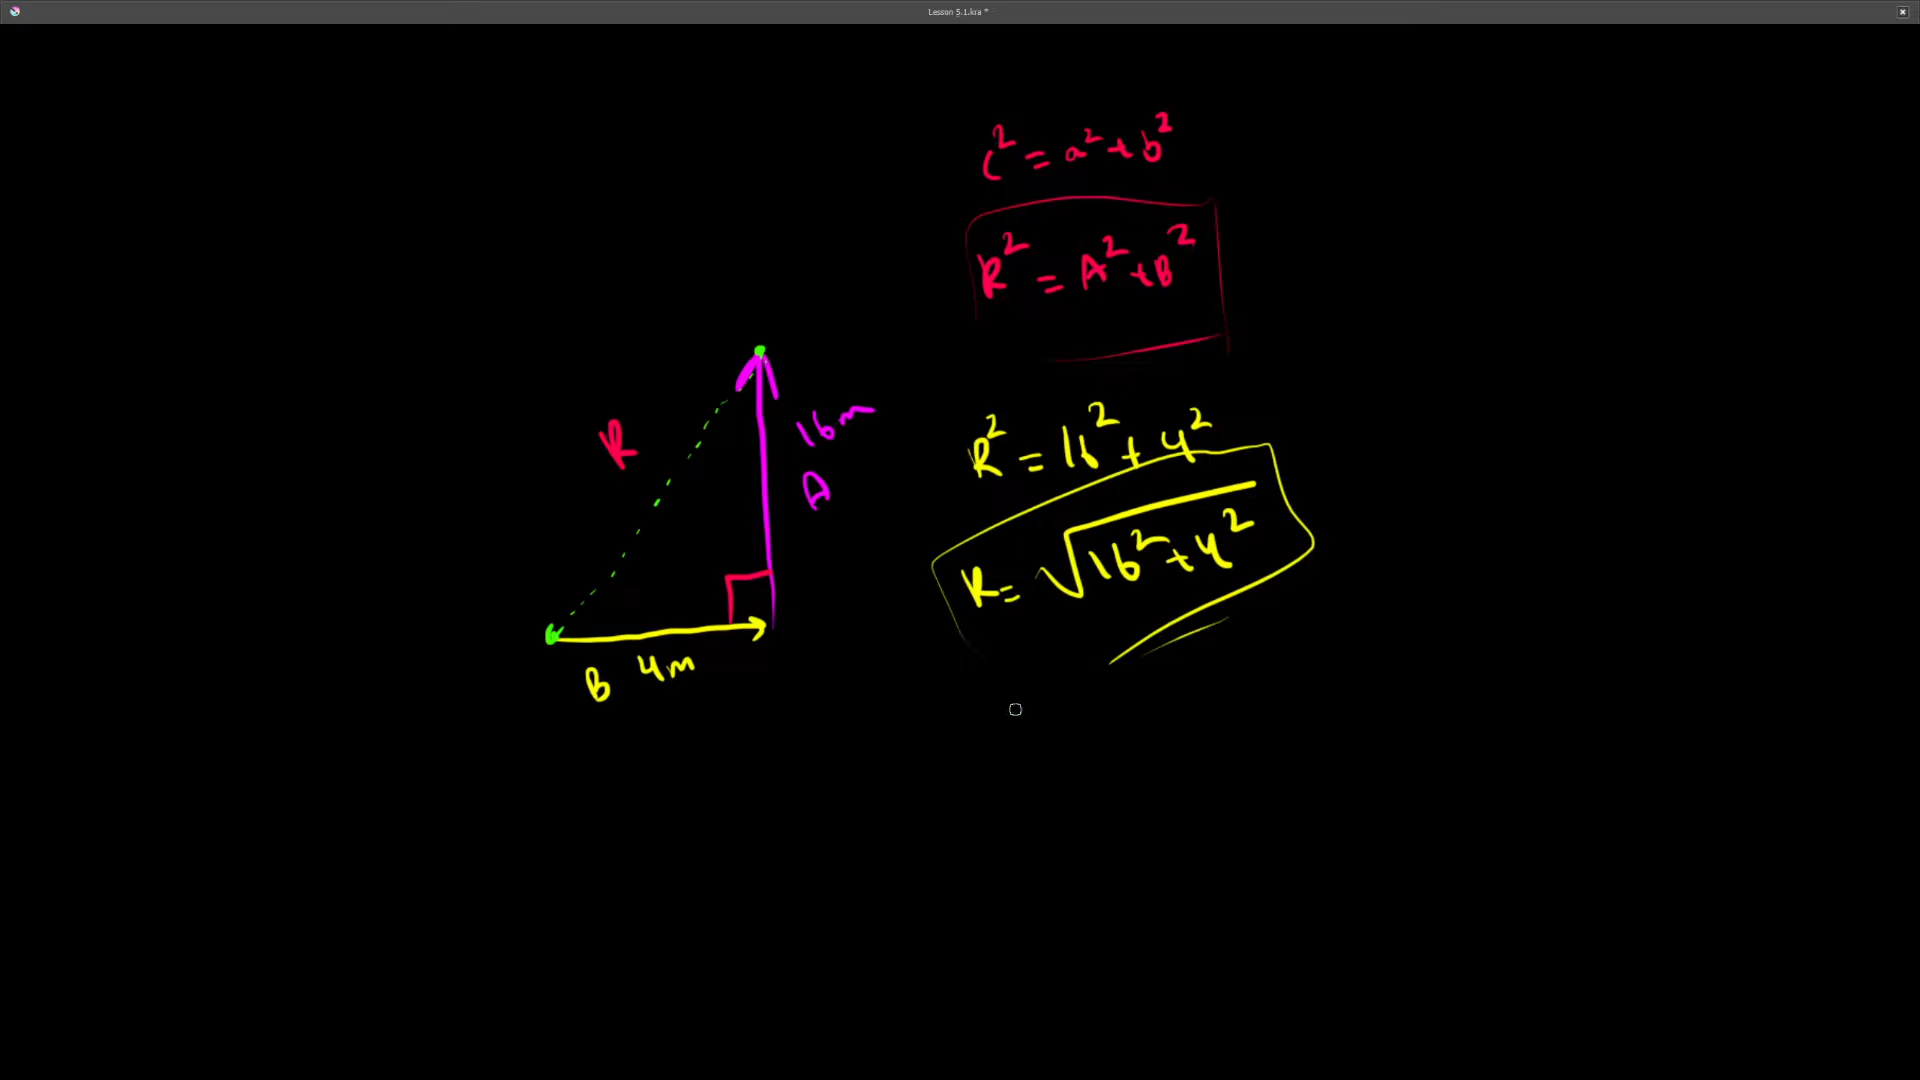 Lesson 5.1.kra *
c² = a² + b²
R² = A² + B²
R
16m
A
R² = 16² + 4²
R = √16² + 4²
B 4m